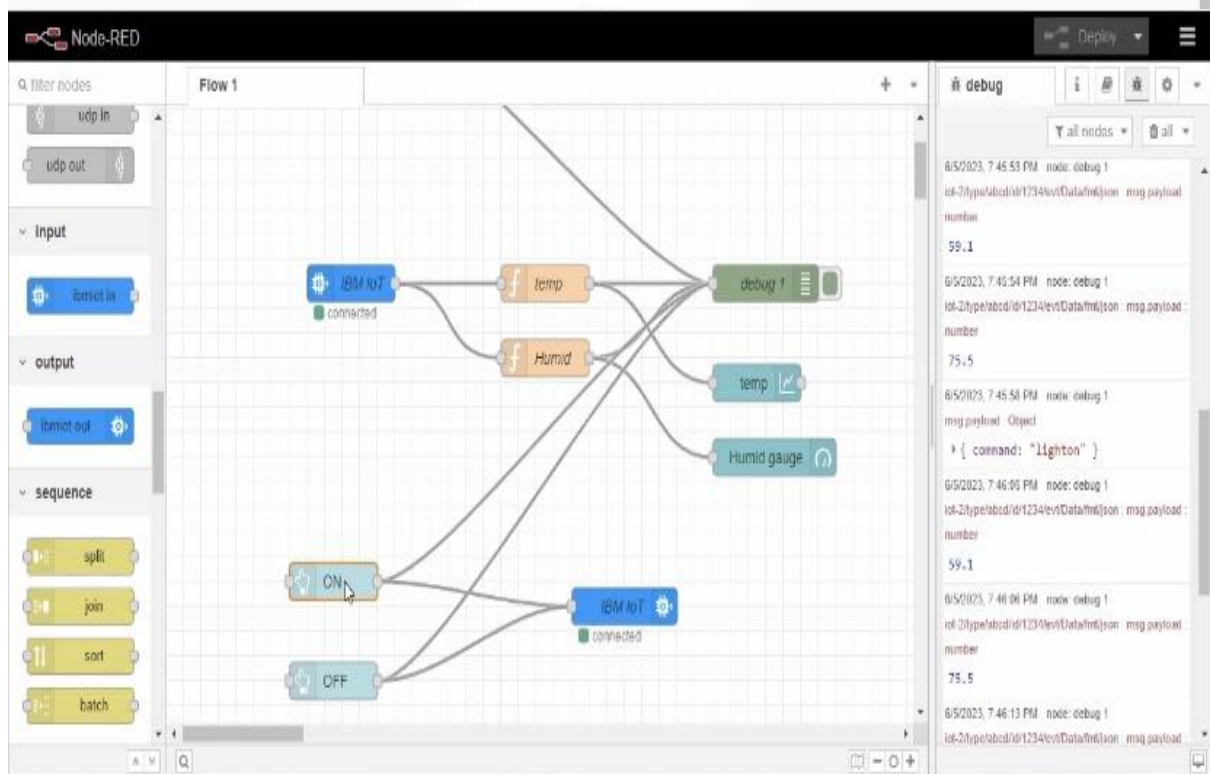 Node-RED
Deploy
filter nodes
Flow 1
debug
i
udp in
all nodes
all
udp out
6/5/2023, 7:45:53 PM node: debug 1
iot-2/type/abcd/id/1234/evt/Data/fmt/json : msg.payload :
number
59.1
input
ibmiot in
IBM IoT
connected
temp
debug 1
6/5/2023, 7:45:54 PM node: debug 1
iot-2/type/abcd/id/1234/evt/Data/fmt/json : msg.payload :
number
75.5
Humid
output
temp
6/5/2023, 7:45:58 PM node: debug 1
msg.payload : Object
{ command: "lighton" }
ibmiot out
Humid gauge
sequence
6/5/2023, 7:46:05 PM node: debug 1
iot-2/type/abcd/id/1234/evt/Data/fmt/json : msg.payload :
number
59.1
split
ON
join
IBM IoT
connected
6/5/2023, 7:46:06 PM node: debug 1
iot-2/type/abcd/id/1234/evt/Data/fmt/json : msg.payload :
number
75.5
sort
OFF
batch
6/5/2023, 7:46:13 PM node: debug 1
iot-2/type/abcd/id/1234/evt/Data/fmt/json : msg.payload :